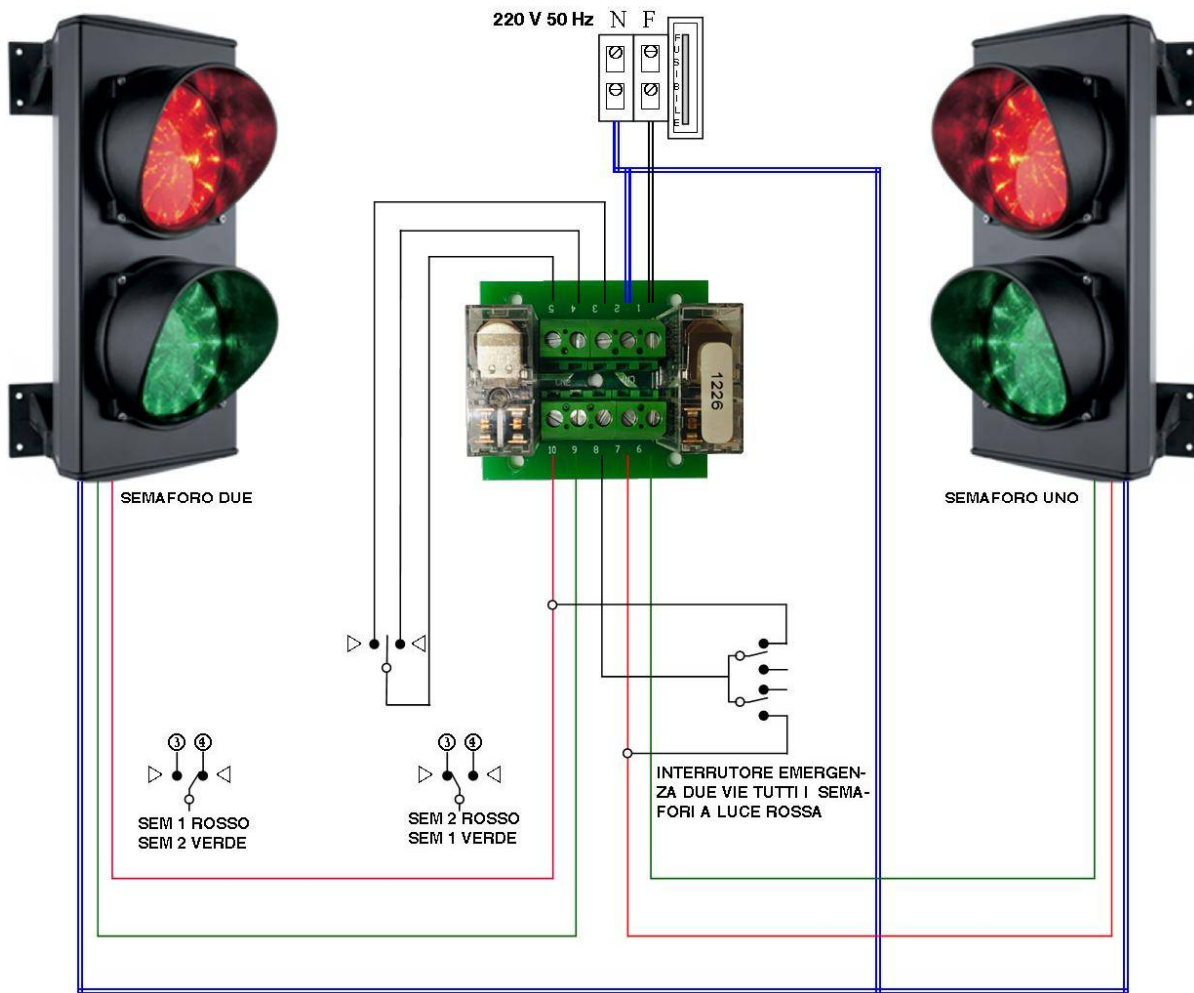 220 V 50 Hz N F
FUSIBILE
5 4 3 2 1
1226
10 9 8 7 6
SEMAFORO DUE
SEMAFORO UNO
3 4
SEM 1 ROSSO
SEM 2 VERDE
3 4
SEM 2 ROSSO
SEM 1 VERDE
INTERRUTORE EMERGEN-
ZA DUE VIE TUTTI I SEMA-
FORI A LUCE ROSSA